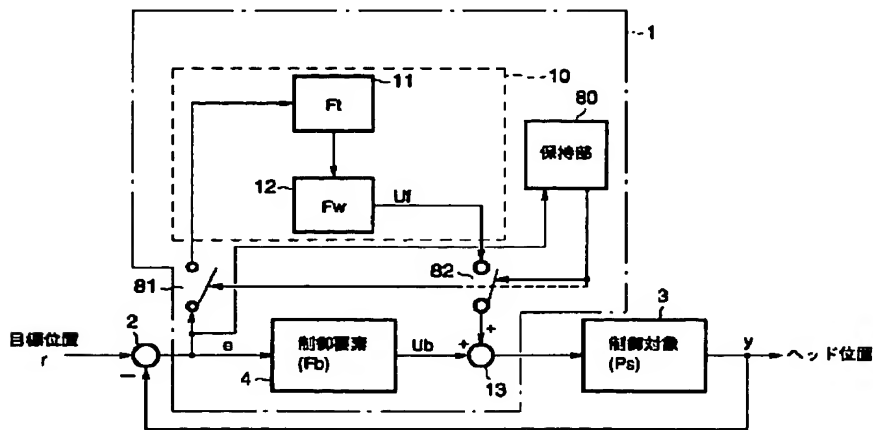 1
10
11
Ft
80
保持部
12
Fw
Uf
81
82
目標位置
r
2
−
e
制御要素
(Fb)
4
Ub
+
+
13
3
制御対象
(Ps)
y
ヘッド位置